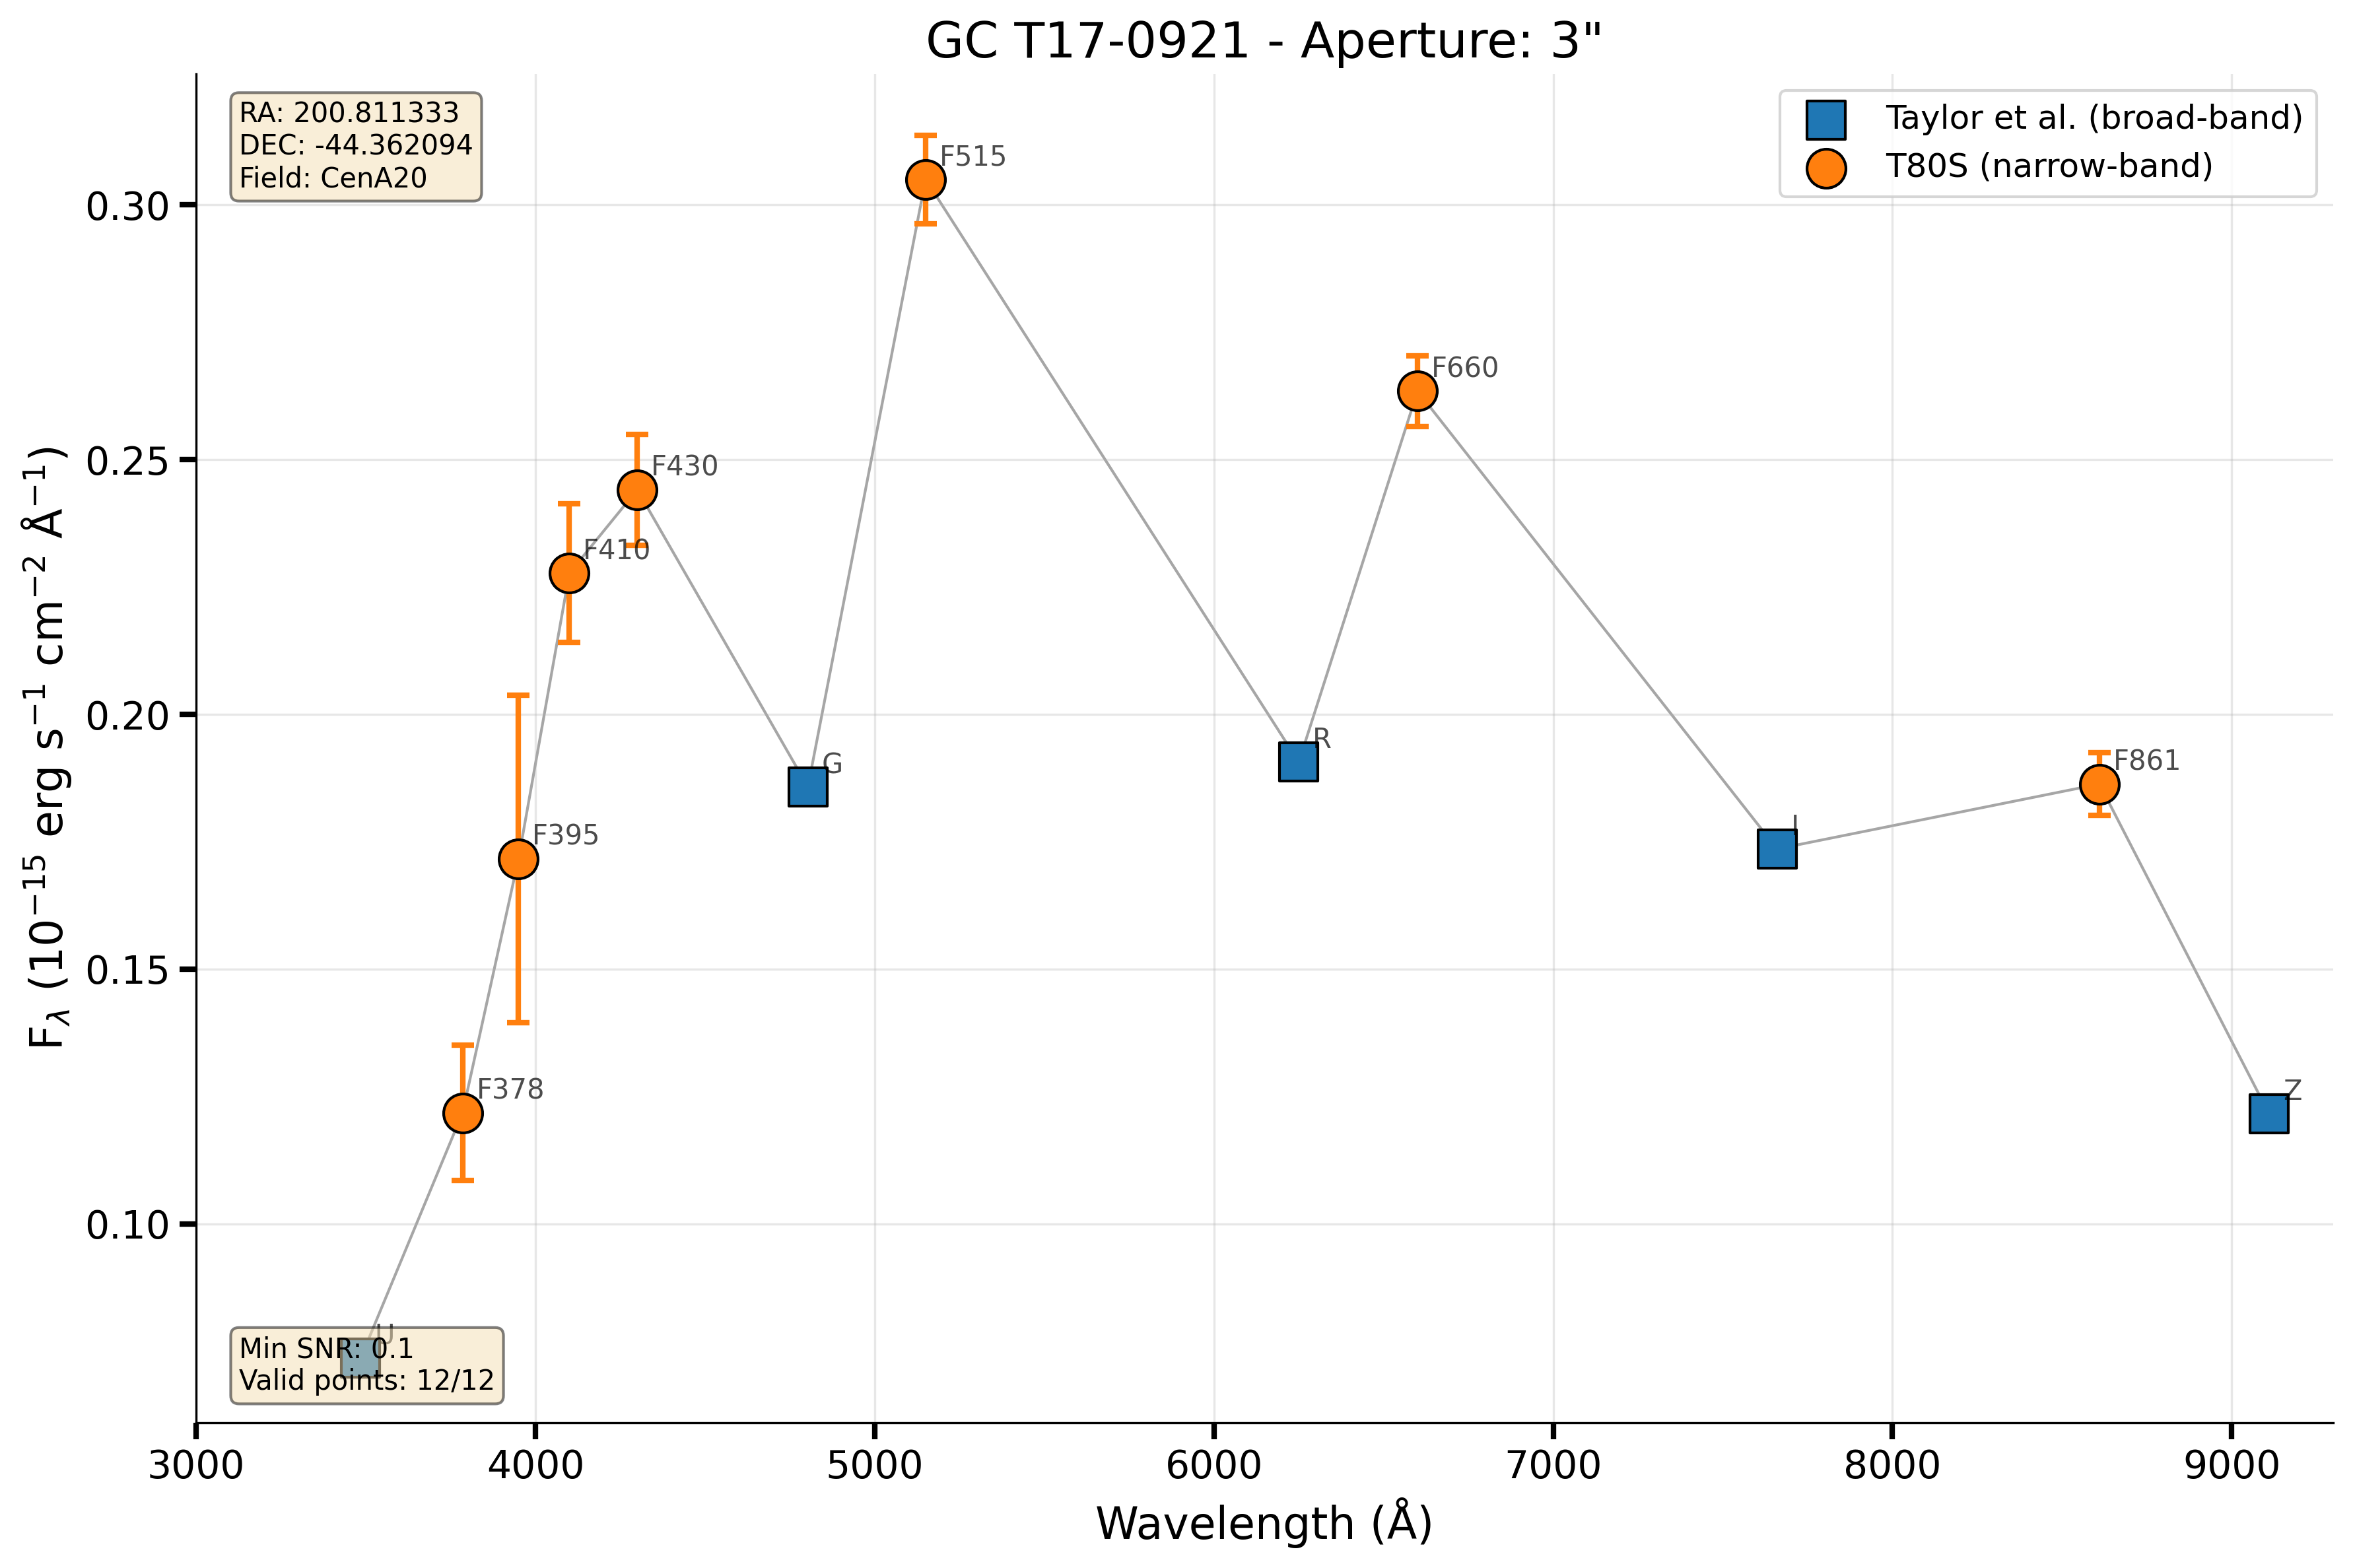 GC T17-0921 - Aperture: 3"
RA: 200.811333
DEC: -44.362094
Field: CenA20
Taylor et al. (broad-band)
T80S (narrow-band)
F515
F660
F430
F410
F395
F378
G
R
I
F861
Z
U
Min SNR: 0.1
Valid points: 12/12
0.30
0.25
0.20
0.15
0.10
F_λ (10⁻¹⁵ erg s⁻¹ cm⁻² Å⁻¹)
3000 4000 5000 6000 7000 8000 9000
Wavelength (Å)